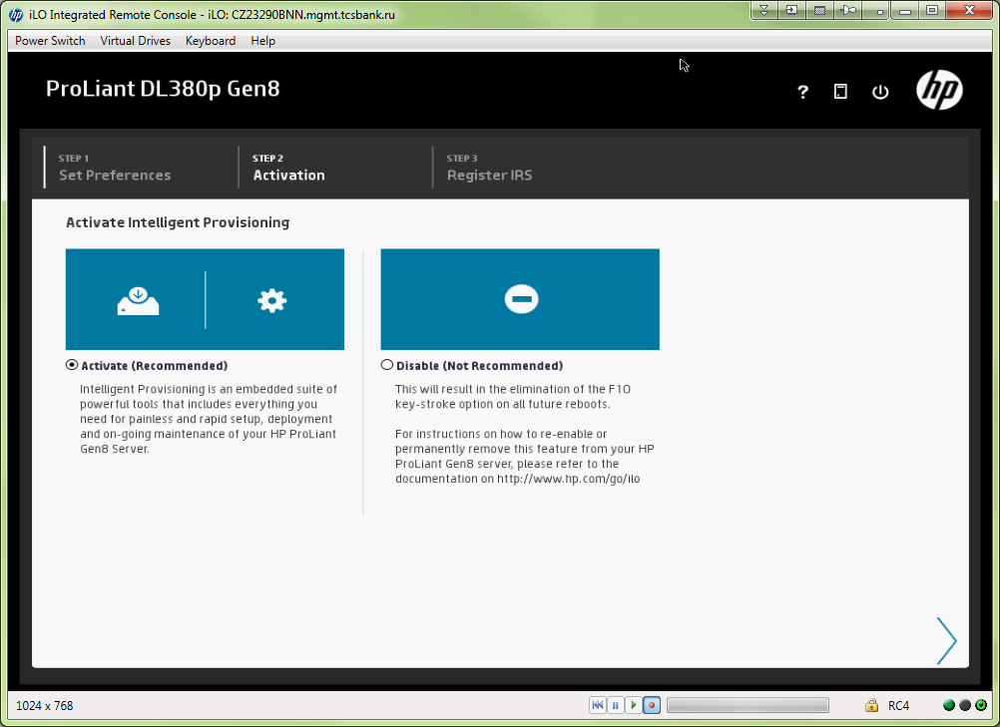 iLO Integrated Remote Console - iLO: CZ23290BNN.mgmt.tcsbank.ru
Power Switch Virtual Drives Keyboard Help
ProLiant DL380p Gen8
?
hp
STEP 1
Set Preferences
STEP 2
Activation
STEP 3
Register IRS
Activate Intelligent Provisioning
Activate (Recommended)
Intelligent Provisioning is an embedded suite of
powerful tools that includes everything you
need for painless and rapid setup, deployment
and on-going maintenance of your HP ProLiant
Gen8 Server.
Disable (Not Recommended)
This will result in the elimination of the F10
key-stroke option on all future reboots.
For instructions on how to re-enable or
permanently remove this feature from your HP
ProLiant Gen8 server, please refer to the
documentation on http://www.hp.com/go/ilo
1024 x 768
RC4